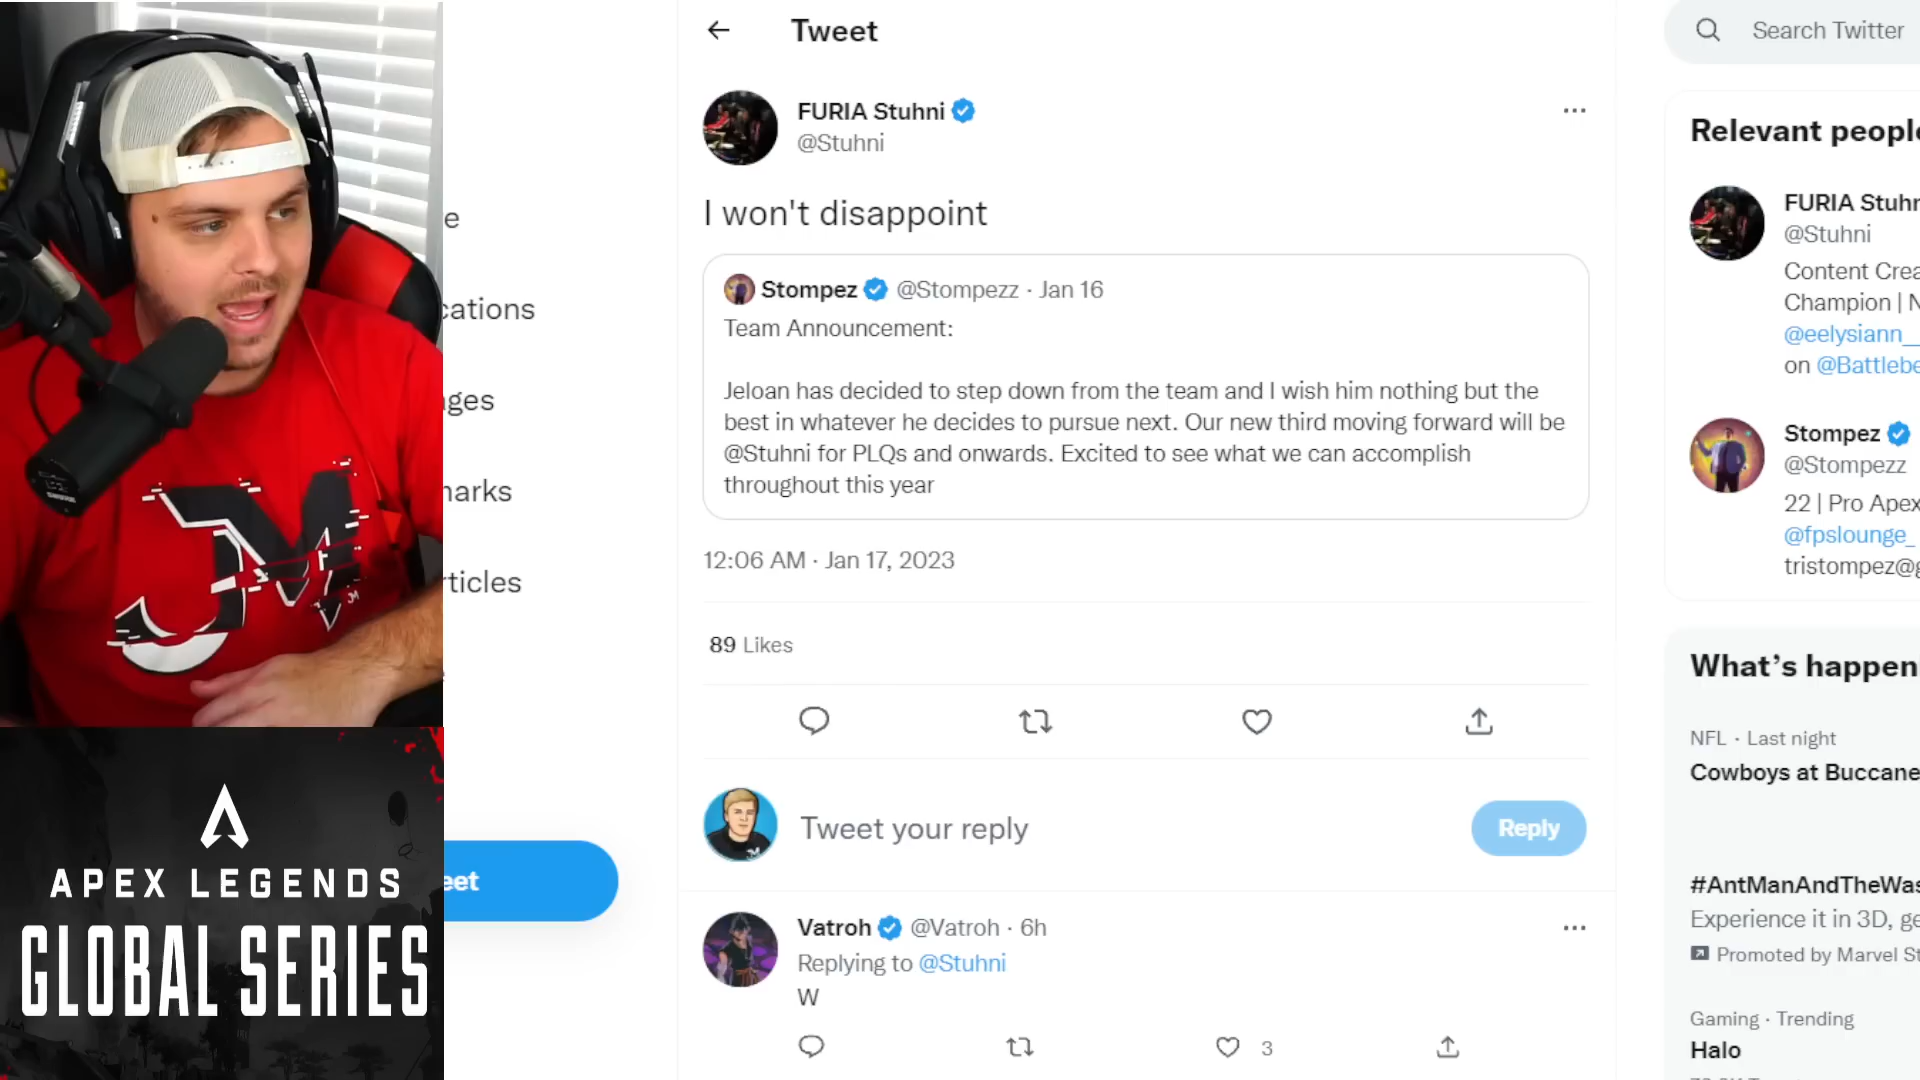 Tweet
Search Twitter
FURIA Stuhni
@Stuhni
I won't disappoint
Stompez @Stompezz · Jan 16
Team Announcement:
Jeloan has decided to step down from the team and I wish him nothing but the
best in whatever he decides to pursue next. Our new third moving forward will be
@Stuhni for PLQs and onwards. Excited to see what we can accomplish
throughout this year
12:06 AM · Jan 17, 2023
89 Likes
Tweet your reply
Reply
Vatroh @Vatroh · 6h
Replying to @Stuhni
W
3
Relevant people
FURIA Stuhn
@Stuhni
Content Crea
Champion | N
@eelysiann_
on @Battlebe
Stompez
@Stompezz
22 | Pro Apex
@fpslounge_
tristompez@g
What's happen
NFL · Last night
Cowboys at Buccane
#AntManAndTheWas
Experience it in 3D, ge
Promoted by Marvel St
Gaming · Trending
Halo
e
cations
ges
arks
ticles
eet
JM
APEX LEGENDS
GLOBAL SERIES